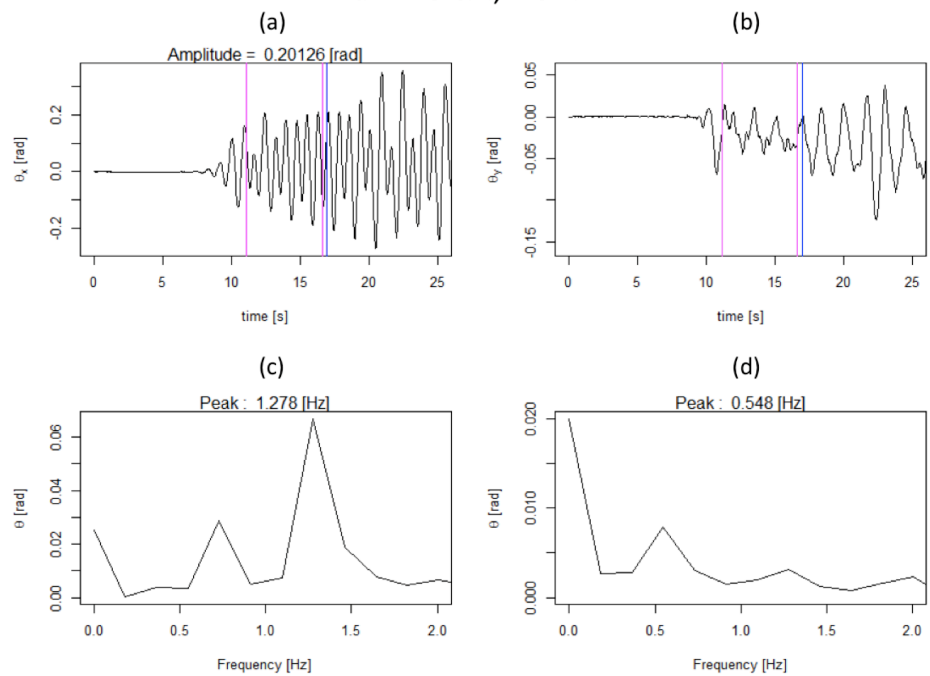 (a)
Amplitude = 0.20126 [rad]
θx [rad]
0.2
0.0
-0.2
0 5 10 15 20 25
time [s]
(b)
θy [rad]
0.05
0.00
-0.05
-0.15
0 5 10 15 20 25
time [s]
(c)
Peak : 1.278 [Hz]
θ [rad]
0.06
0.04
0.02
0.00
0.0 0.5 1.0 1.5 2.0
Frequency [Hz]
(d)
Peak : 0.548 [Hz]
θ [rad]
0.020
0.010
0.000
0.0 0.5 1.0 1.5 2.0
Frequency [Hz]